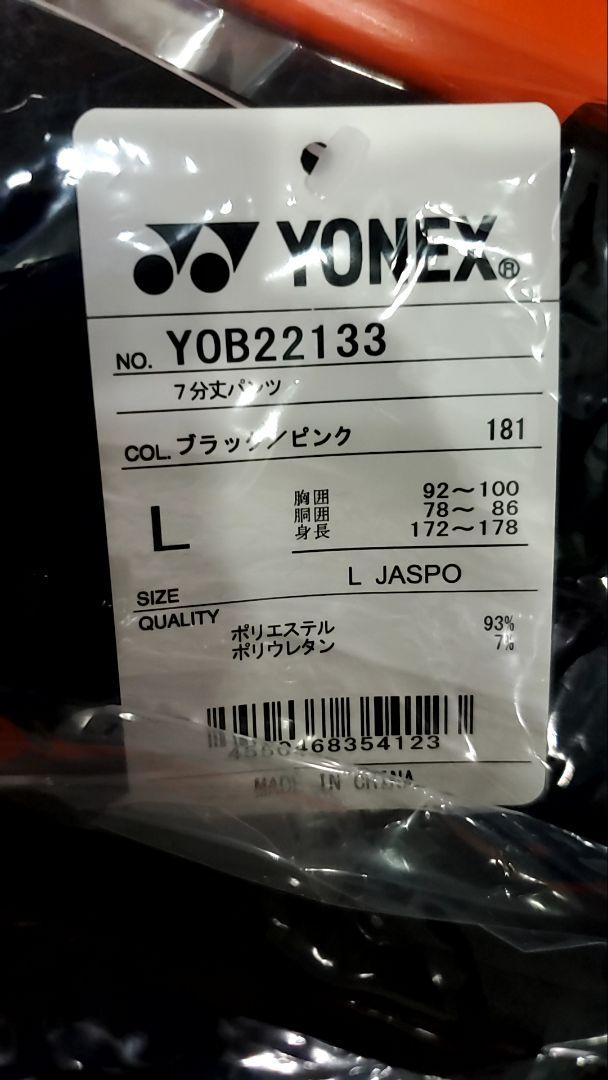 YONEX®
NO. YOB22133
7分丈パンツ
COL. ブラック/ピンク 181
L
胸囲 92～100
胴囲 78～ 86
身長 172～178
L JASPO
SIZE
QUALITY
ポリエステル 93%
ポリウレタン 7%
4550468354123
MADE IN CHINA